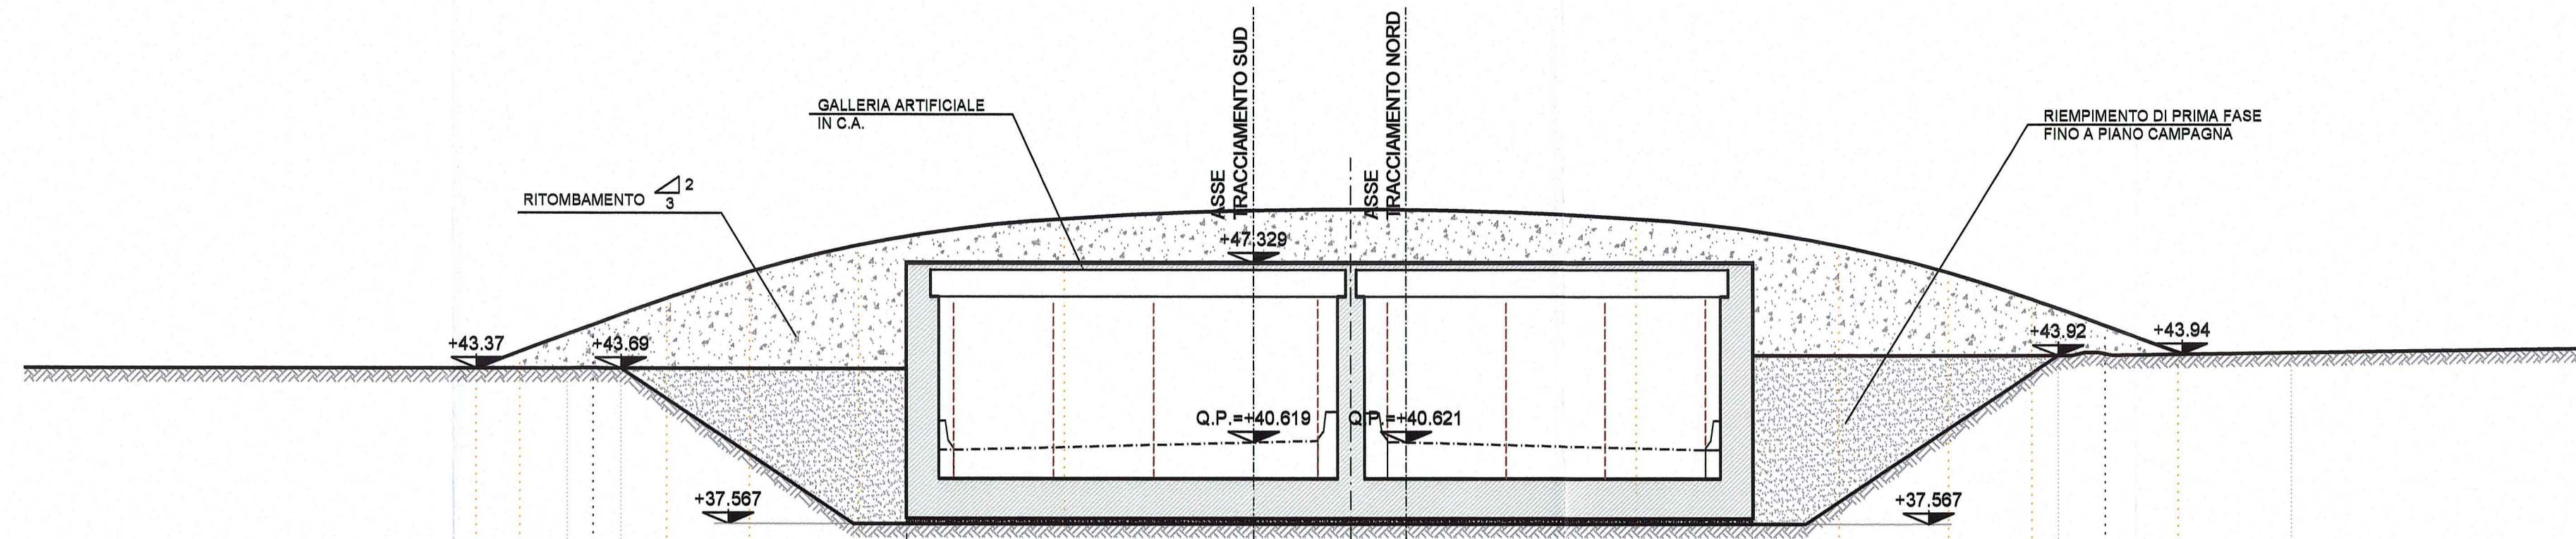 ASSE
TRACCIAMENTO SUD
ASSE
TRACCIAMENTO NORD
GALLERIA ARTIFICIALE
IN C.A.
RIEMPIMENTO DI PRIMA FASE
FINO A PIANO CAMPAGNA
RITOMBAMENTO 2
3
+47.329
+43.37
+43.69
+43.92
+43.94
Q.P.=+40.619
Q.P.=+40.621
+37.567
+37.567